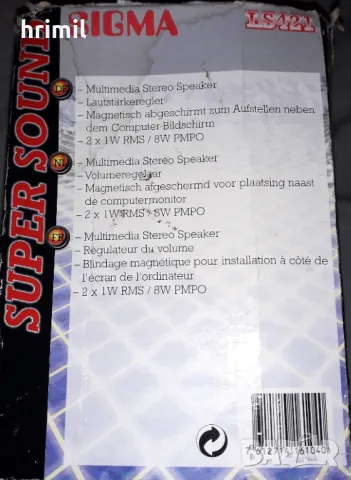 hrimil
SIGMA
LS421
SUPER SOUND
DE
- Multimedia Stereo Speaker
- Lautstärkeregler
- Magnetisch abgeschirmt zum Aufstellen neben
dem Computer-Bildschirm
- 2 x 1W RMS / 8W PMPO
NL
- Multimedia Stereo Speaker
- Volumeregelaar
- Magnetisch afgeschermd voor plaatsing naast
de computermonitor
- 2 x 1W RMS / 8W PMPO
FR
- Multimedia Stereo Speaker
- Règulateur du volume
- Blindage magnétique pour installation à côté de
l'écran de l'ordinateur
- 2 x 1W RMS / 8W PMPO